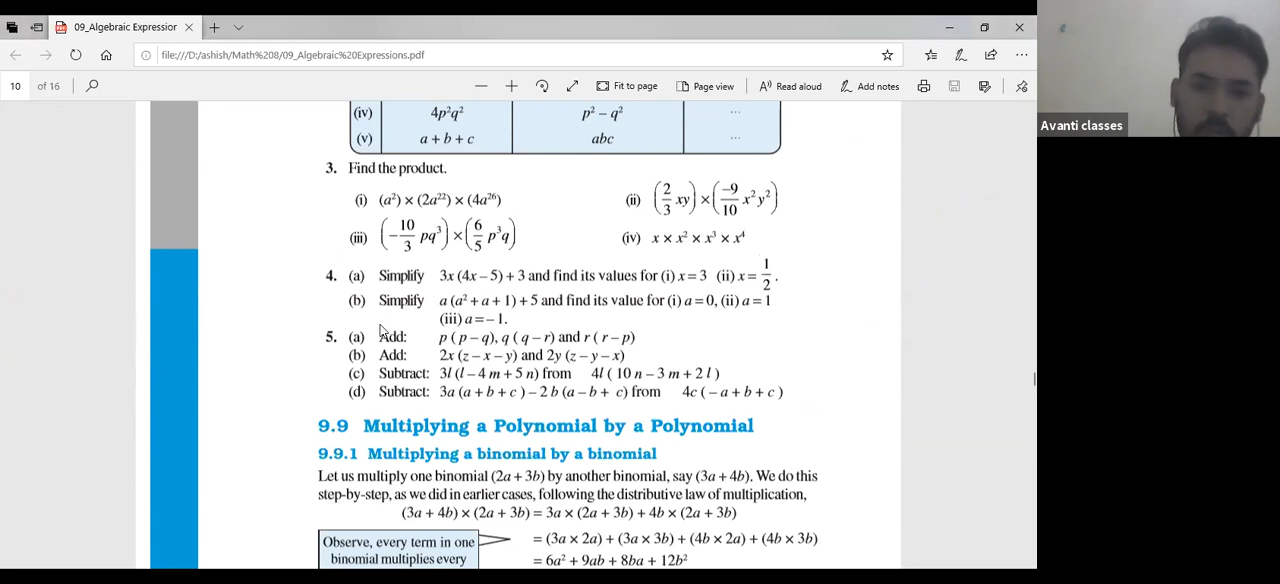 09_Algebraic Expression
file:///D:/ashish/Math%208/09_Algebraic%20Expressions.pdf
10 of 16 Fit to page Page view Read aloud Add notes
Avanti classes
(iv) 4p²q² p² – q² ...
(v) a + b + c abc ...
3. Find the product.
(i) (a²) × (2a²²) × (4a²⁶) (ii) (2/3 xy) × (–9/10 x²y²)
(iii) (–10/3 pq³) × (6/5 p³q) (iv) x × x² × x³ × x⁴
4. (a) Simplify 3x (4x – 5) + 3 and find its values for (i) x = 3 (ii) x = 1/2 .
(b) Simplify a (a² + a + 1) + 5 and find its value for (i) a = 0, (ii) a = 1
(iii) a = – 1.
5. (a) Add: p ( p – q), q ( q – r) and r ( r – p)
(b) Add: 2x (z – x – y) and 2y (z – y – x)
(c) Subtract: 3l (l – 4 m + 5 n) from 4l ( 10 n – 3 m + 2 l )
(d) Subtract: 3a (a + b + c ) – 2 b (a – b + c) from 4c ( – a + b + c )
9.9 Multiplying a Polynomial by a Polynomial
9.9.1 Multiplying a binomial by a binomial
Let us multiply one binomial (2a + 3b) by another binomial, say (3a + 4b). We do this
step-by-step, as we did in earlier cases, following the distributive law of multiplication,
(3a + 4b) × (2a + 3b) = 3a × (2a + 3b) + 4b × (2a + 3b)
Observe, every term in one
binomial multiplies every
= (3a × 2a) + (3a × 3b) + (4b × 2a) + (4b × 3b)
= 6a² + 9ab + 8ba + 12b²